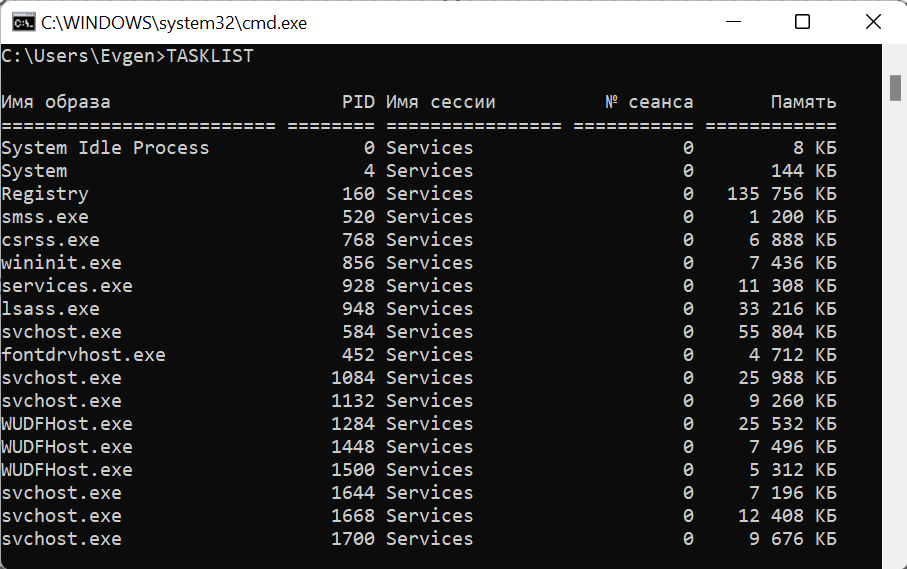 C:\WINDOWS\system32\cmd.exe
C:\Users\Evgen>TASKLIST
Имя образа                     PID Имя сессии          № сеанса       Память
========================= ======== ================ =========== ============
System Idle Process              0 Services                   0         8 КБ
System                           4 Services                   0       144 КБ
Registry                       160 Services                   0   135 756 КБ
smss.exe                       520 Services                   0     1 200 КБ
csrss.exe                      768 Services                   0     6 888 КБ
wininit.exe                    856 Services                   0     7 436 КБ
services.exe                   928 Services                   0    11 308 КБ
lsass.exe                      948 Services                   0    33 216 КБ
svchost.exe                    584 Services                   0    55 804 КБ
fontdrvhost.exe                452 Services                   0     4 712 КБ
svchost.exe                   1084 Services                   0    25 988 КБ
svchost.exe                   1132 Services                   0     9 260 КБ
WUDFHost.exe                  1284 Services                   0    25 532 КБ
WUDFHost.exe                  1448 Services                   0     7 496 КБ
WUDFHost.exe                  1500 Services                   0     5 312 КБ
svchost.exe                   1644 Services                   0     7 196 КБ
svchost.exe                   1668 Services                   0    12 408 КБ
svchost.exe                   1700 Services                   0     9 676 КБ